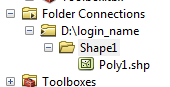 Folder Connections
D:\login_name
Shape1
Poly1.shp
Toolboxes